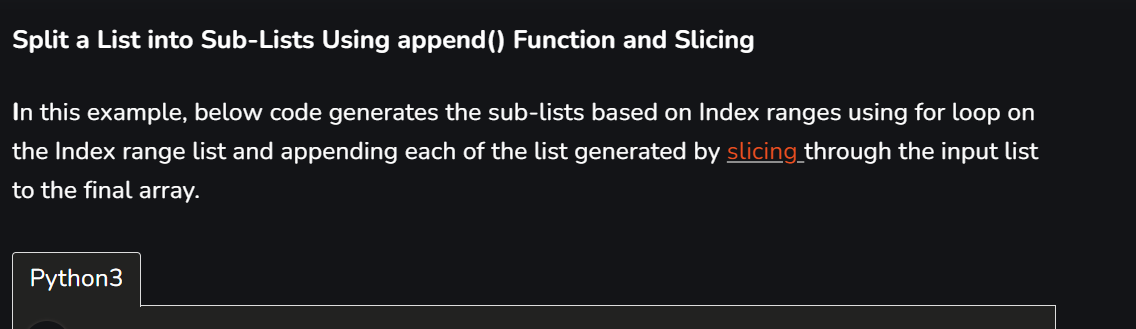 Split a List into Sub-Lists Using append() Function and Slicing
In this example, below code generates the sub-lists based on Index ranges using for loop on
the Index range list and appending each of the list generated by slicing through the input list
to the final array.
Python3